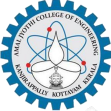 AMAL JYOTHI COLLEGE OF ENGINEERING
KANJIRAPPALLY KOTTAYAM KERALA